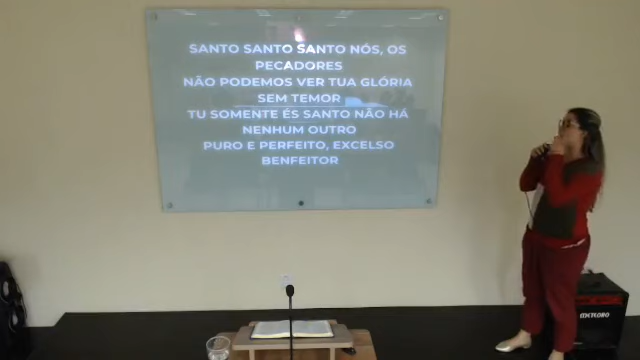 SANTO SANTO SANTO NÓS, OS
PECADORES
NÃO PODEMOS VER TUA GLÓRIA
SEM TEMOR
TU SOMENTE ÉS SANTO NÃO HÁ
NENHUM OUTRO
PURO E PERFEITO, EXCELSO
BENFEITOR
METEORO